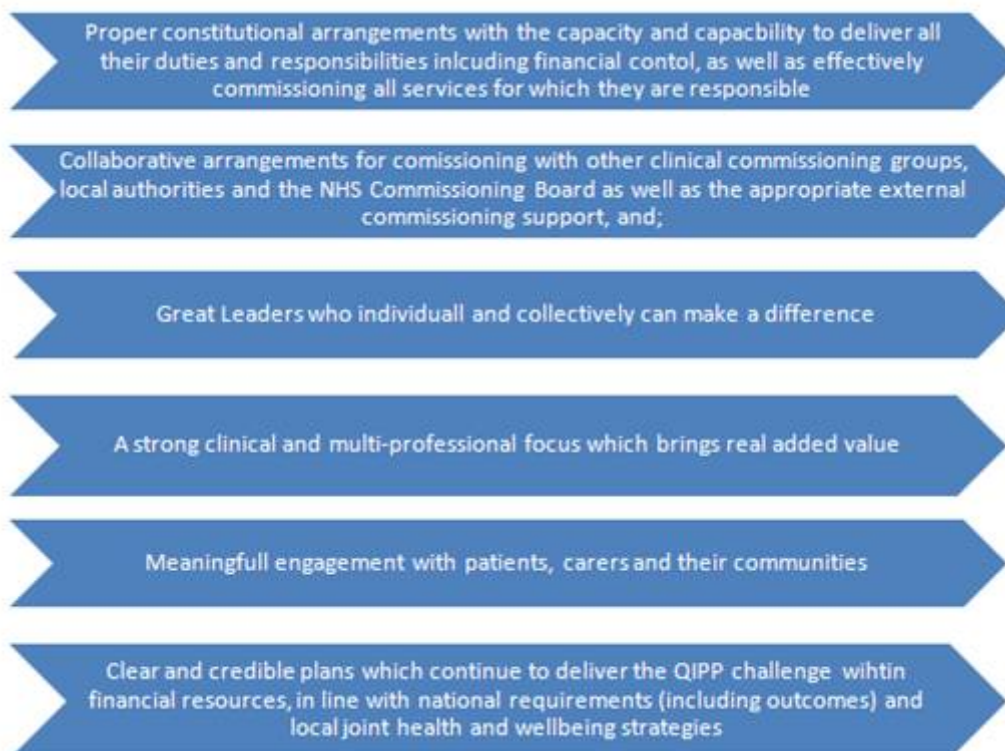 Proper constitutional arrangements with the capacity and capacbility to deliver all
their duties and responsibilities inlcuding financial contol, as well as effectively
commissioning all services for which they are responsible
Collaborative arrangements for comissioning with other clinical commissioning groups,
local authorities and the NHS Commissioning Board as well as the appropriate external
commissioning support, and;
Great Leaders who individuall and collectively can make a difference
A strong clinical and multi-professional focus which brings real added value
Meaningfull engagement with patients, carers and their communities
Clear and credible plans which continue to deliver the QIPP challenge wihtin
financial resources, in line with national requirements (including outcomes) and
local joint health and wellbeing strategies